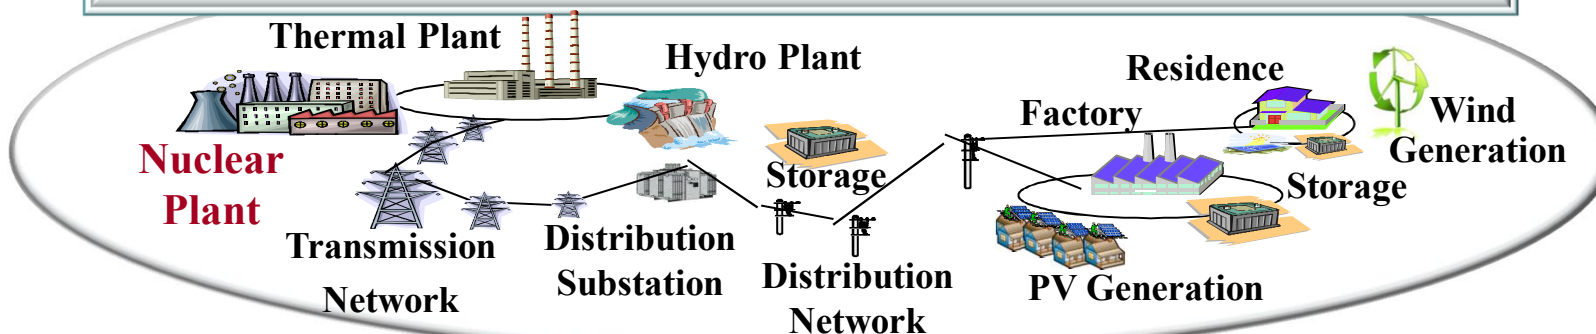 Thermal Plant
Hydro Plant
Residence
Factory
Wind
Generation
Nuclear
Plant
Storage
Storage
Transmission
Network
Distribution
Substation
Distribution
Network
PV Generation